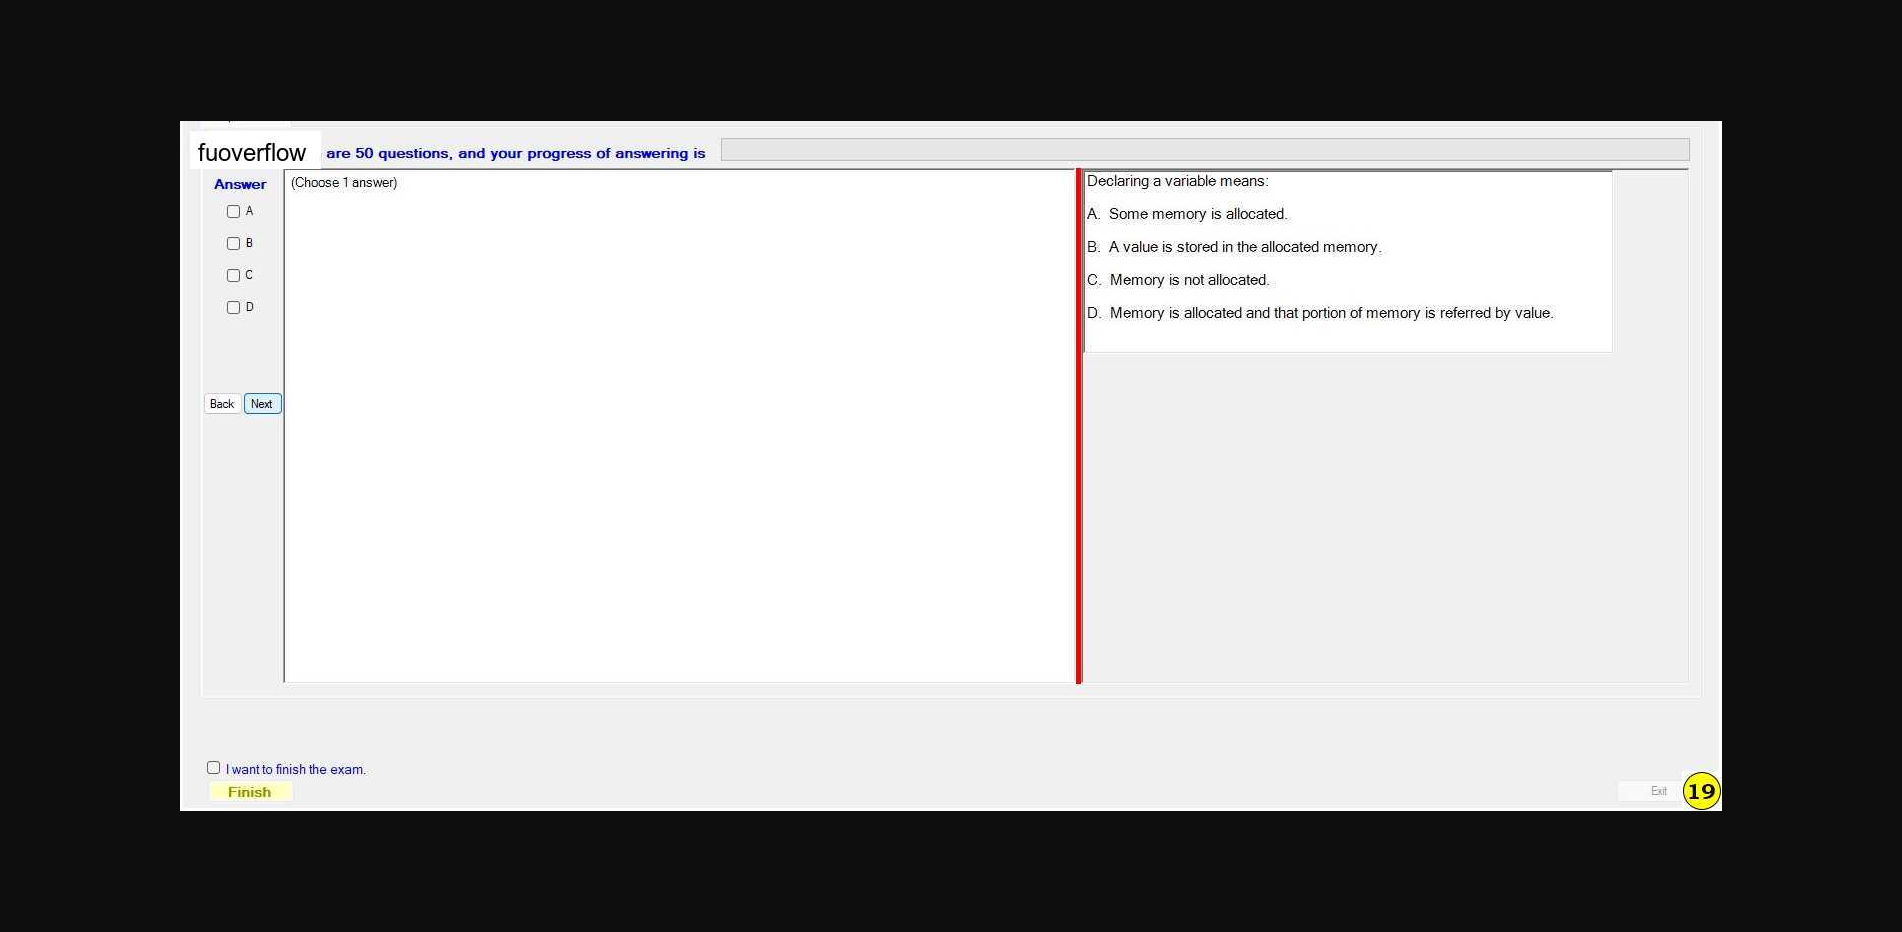 fuoverflow are 50 questions, and your progress of answering is
Answer
A
B
C
D
Back Next
(Choose 1 answer)
Declaring a variable means:
A. Some memory is allocated.
B. A value is stored in the allocated memory.
C. Memory is not allocated.
D. Memory is allocated and that portion of memory is referred by value.
I want to finish the exam.
Finish
Exit
19